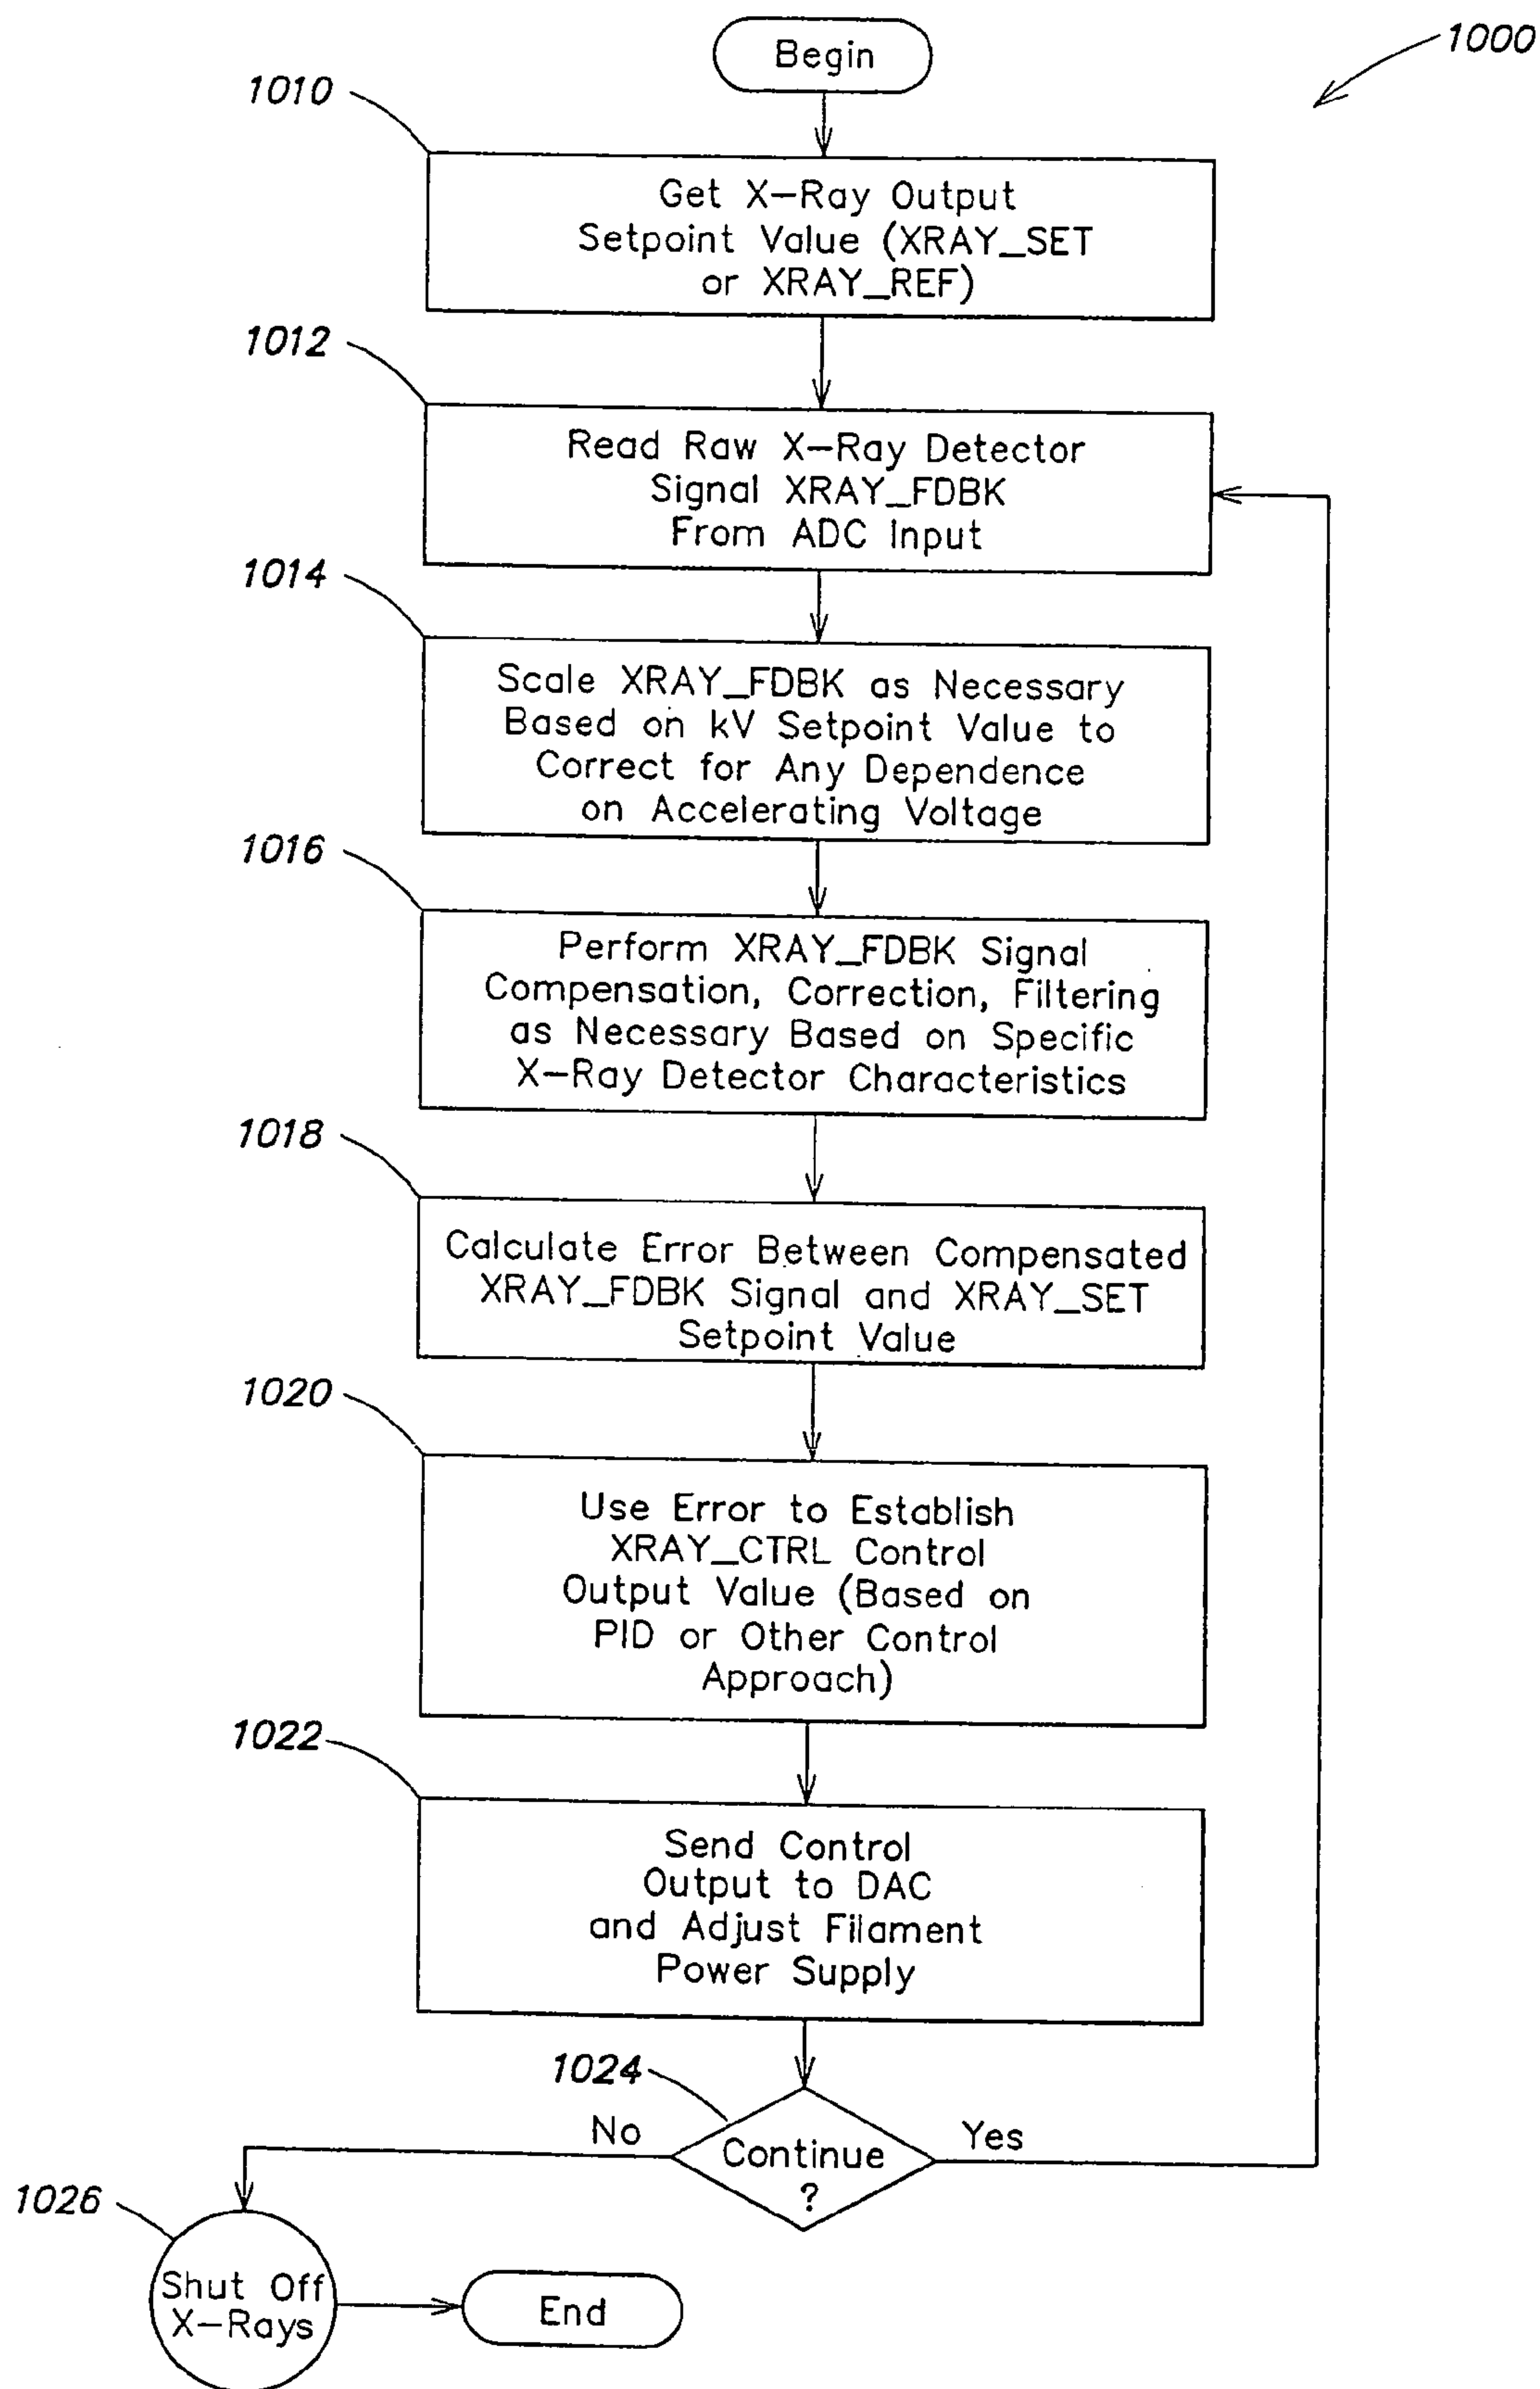 Begin
1000
1010
Get X-Ray Output
Setpoint Value (XRAY_SET
or XRAY_REF)
1012
Read Raw X-Ray Detector
Signal XRAY_FDBK
From ADC Input
1014
Scale XRAY_FDBK as Necessary
Based on kV Setpoint Value to
Correct for Any Dependence
on Accelerating Voltage
1016
Perform XRAY_FDBK Signal
Compensation, Correction, Filtering
as Necessary Based on Specific
X-Ray Detector Characteristics
1018
Calculate Error Between Compensated
XRAY_FDBK Signal and XRAY_SET
Setpoint Value
1020
Use Error to Establish
XRAY_CTRL Control
Output Value (Based on
PID or Other Control
Approach)
1022
Send Control
Output to DAC
and Adjust Filament
Power Supply
1024
No
Continue
?
Yes
1026
Shut Off
X-Rays
End